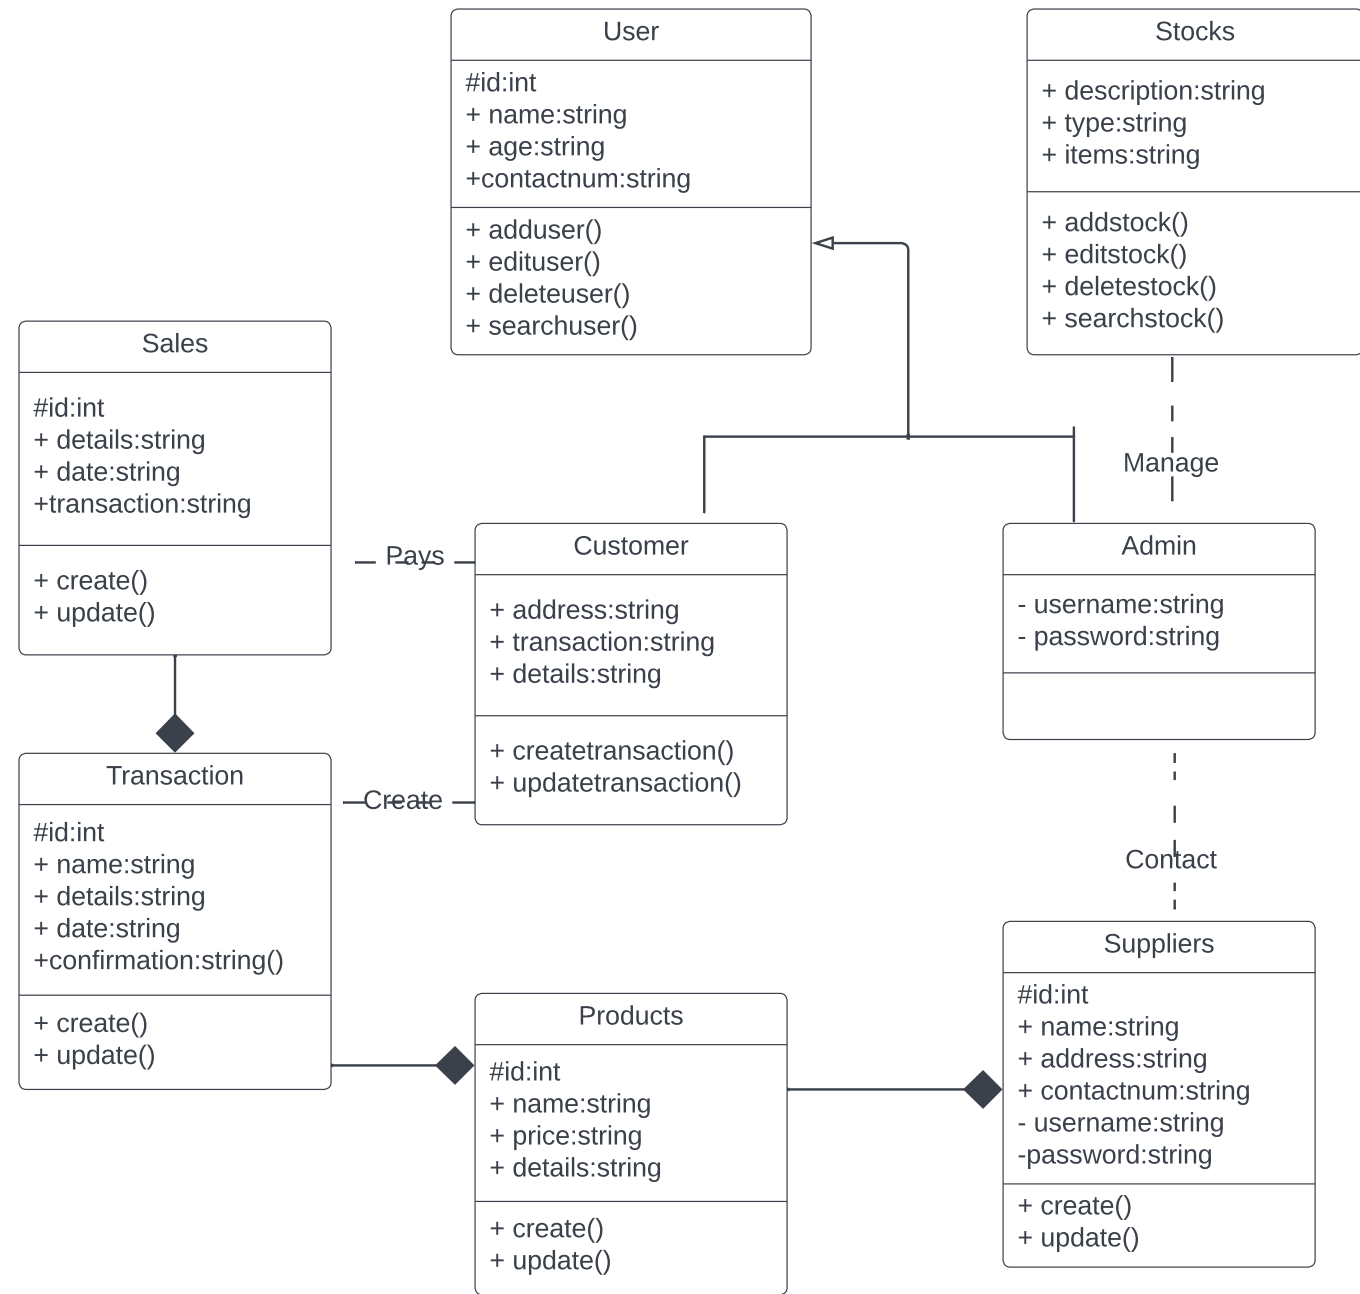 User
#id:int
+ name:string
+ age:string
+contactnum:string
+ adduser()
+ edituser()
+ deleteuser()
+ searchuser()
Stocks
+ description:string
+ type:string
+ items:string
+ addstock()
+ editstock()
+ deletestock()
+ searchstock()
Sales
#id:int
+ details:string
+ date:string
+transaction:string
+ create()
+ update()
Manage
Pays
Customer
+ address:string
+ transaction:string
+ details:string
+ createtransaction()
+ updatetransaction()
Admin
- username:string
- password:string
Create
Transaction
#id:int
+ name:string
+ details:string
+ date:string
+confirmation:string()
+ create()
+ update()
Contact
Products
#id:int
+ name:string
+ price:string
+ details:string
+ create()
+ update()
Suppliers
#id:int
+ name:string
+ address:string
+ contactnum:string
- username:string
-password:string
+ create()
+ update()